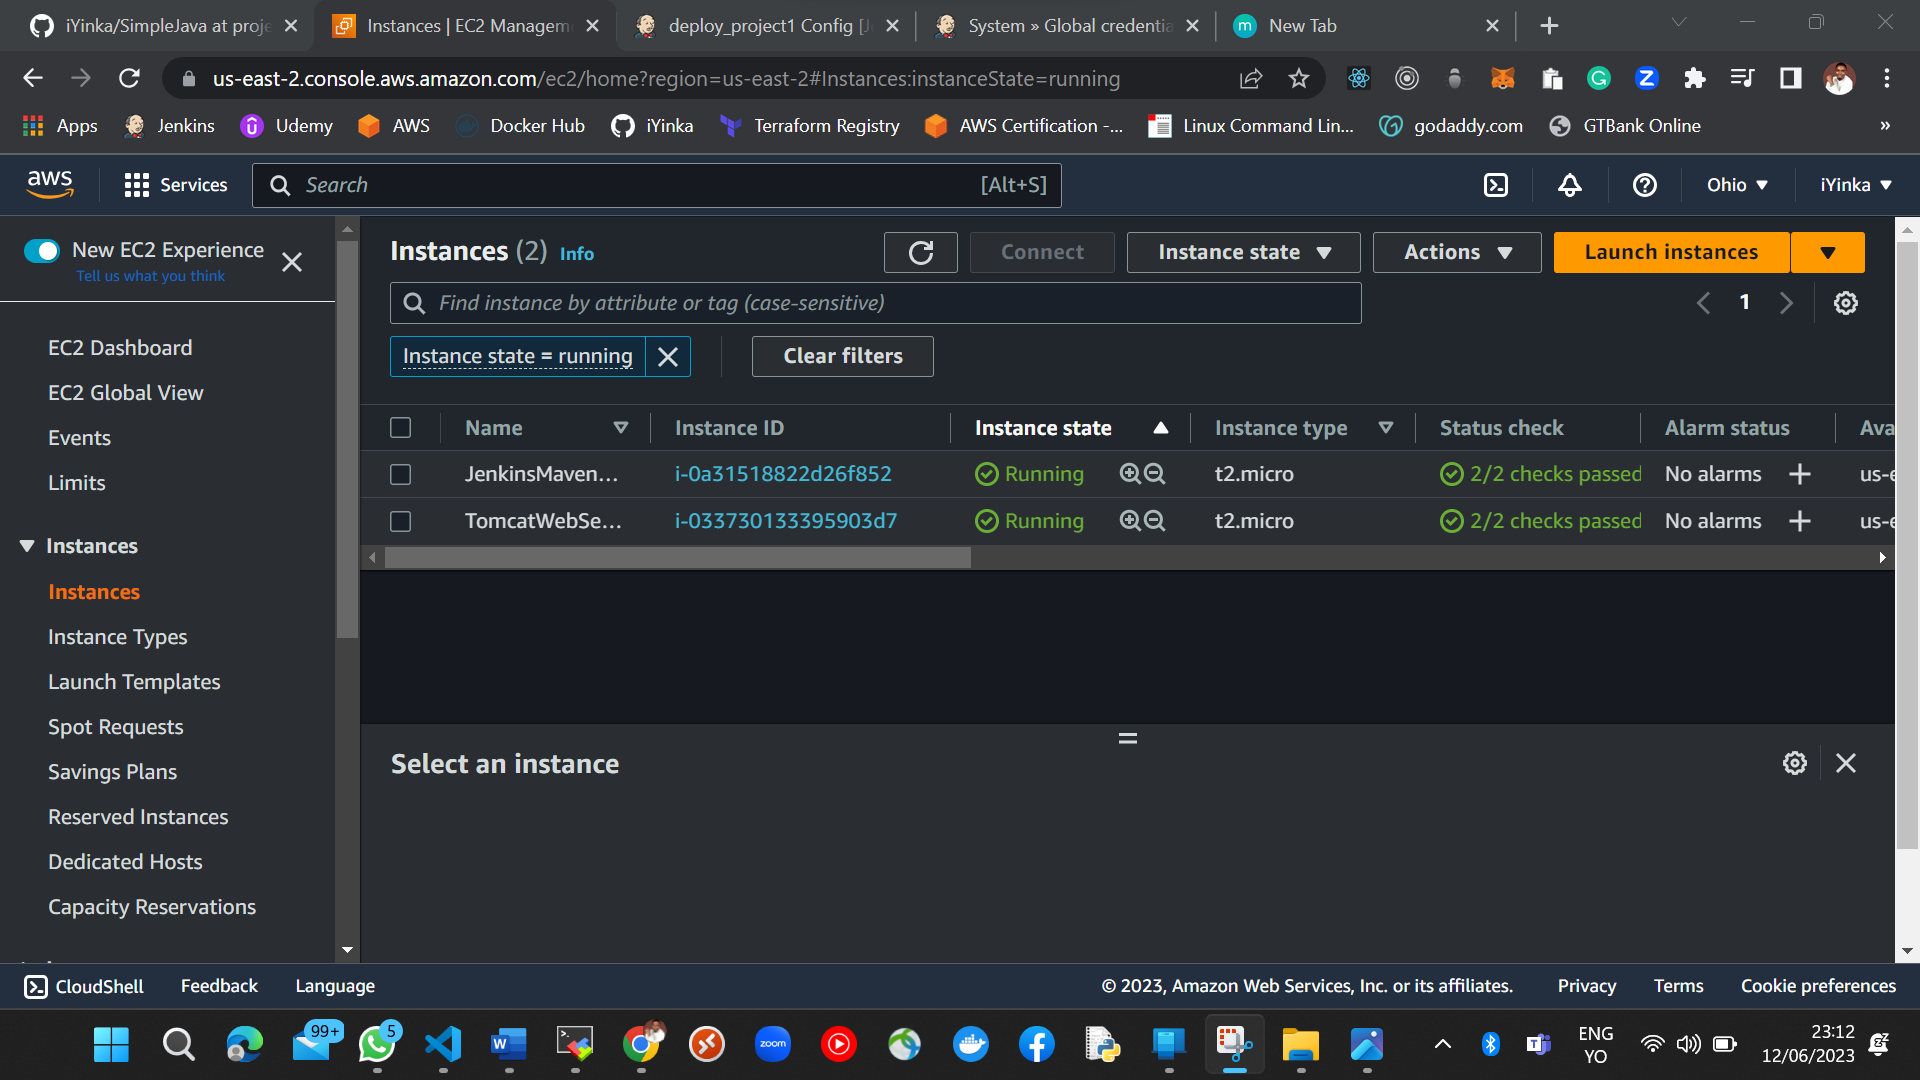 iYinka/SimpleJava at proje
Instances | EC2 Managem
deploy_project1 Config [J
System » Global credentia
New Tab
us-east-2.console.aws.amazon.com/ec2/home?region=us-east-2#Instances:instanceState=running
Apps
Jenkins
Udemy
AWS
Docker Hub
iYinka
Terraform Registry
AWS Certification -...
Linux Command Lin...
godaddy.com
GTBank Online
»
aws
Services
Search
[Alt+S]
Ohio
iYinka
New EC2 Experience
Tell us what you think
EC2 Dashboard
EC2 Global View
Events
Limits
Instances
Instances
Instance Types
Launch Templates
Spot Requests
Savings Plans
Reserved Instances
Dedicated Hosts
Capacity Reservations
Instances (2) Info
Connect
Instance state
Actions
Launch instances
Find instance by attribute or tag (case-sensitive)
1
Instance state = running
Clear filters
Name Instance ID Instance state Instance type Status check Alarm status Ava
JenkinsMaven... i-0a31518822d26f852 Running t2.micro 2/2 checks passed No alarms us-e
TomcatWebSe... i-033730133395903d7 Running t2.micro 2/2 checks passed No alarms us-e
Select an instance
CloudShell
Feedback
Language
© 2023, Amazon Web Services, Inc. or its affiliates.
Privacy
Terms
Cookie preferences
99+
5
zoom
ENG
YO
23:12
12/06/2023